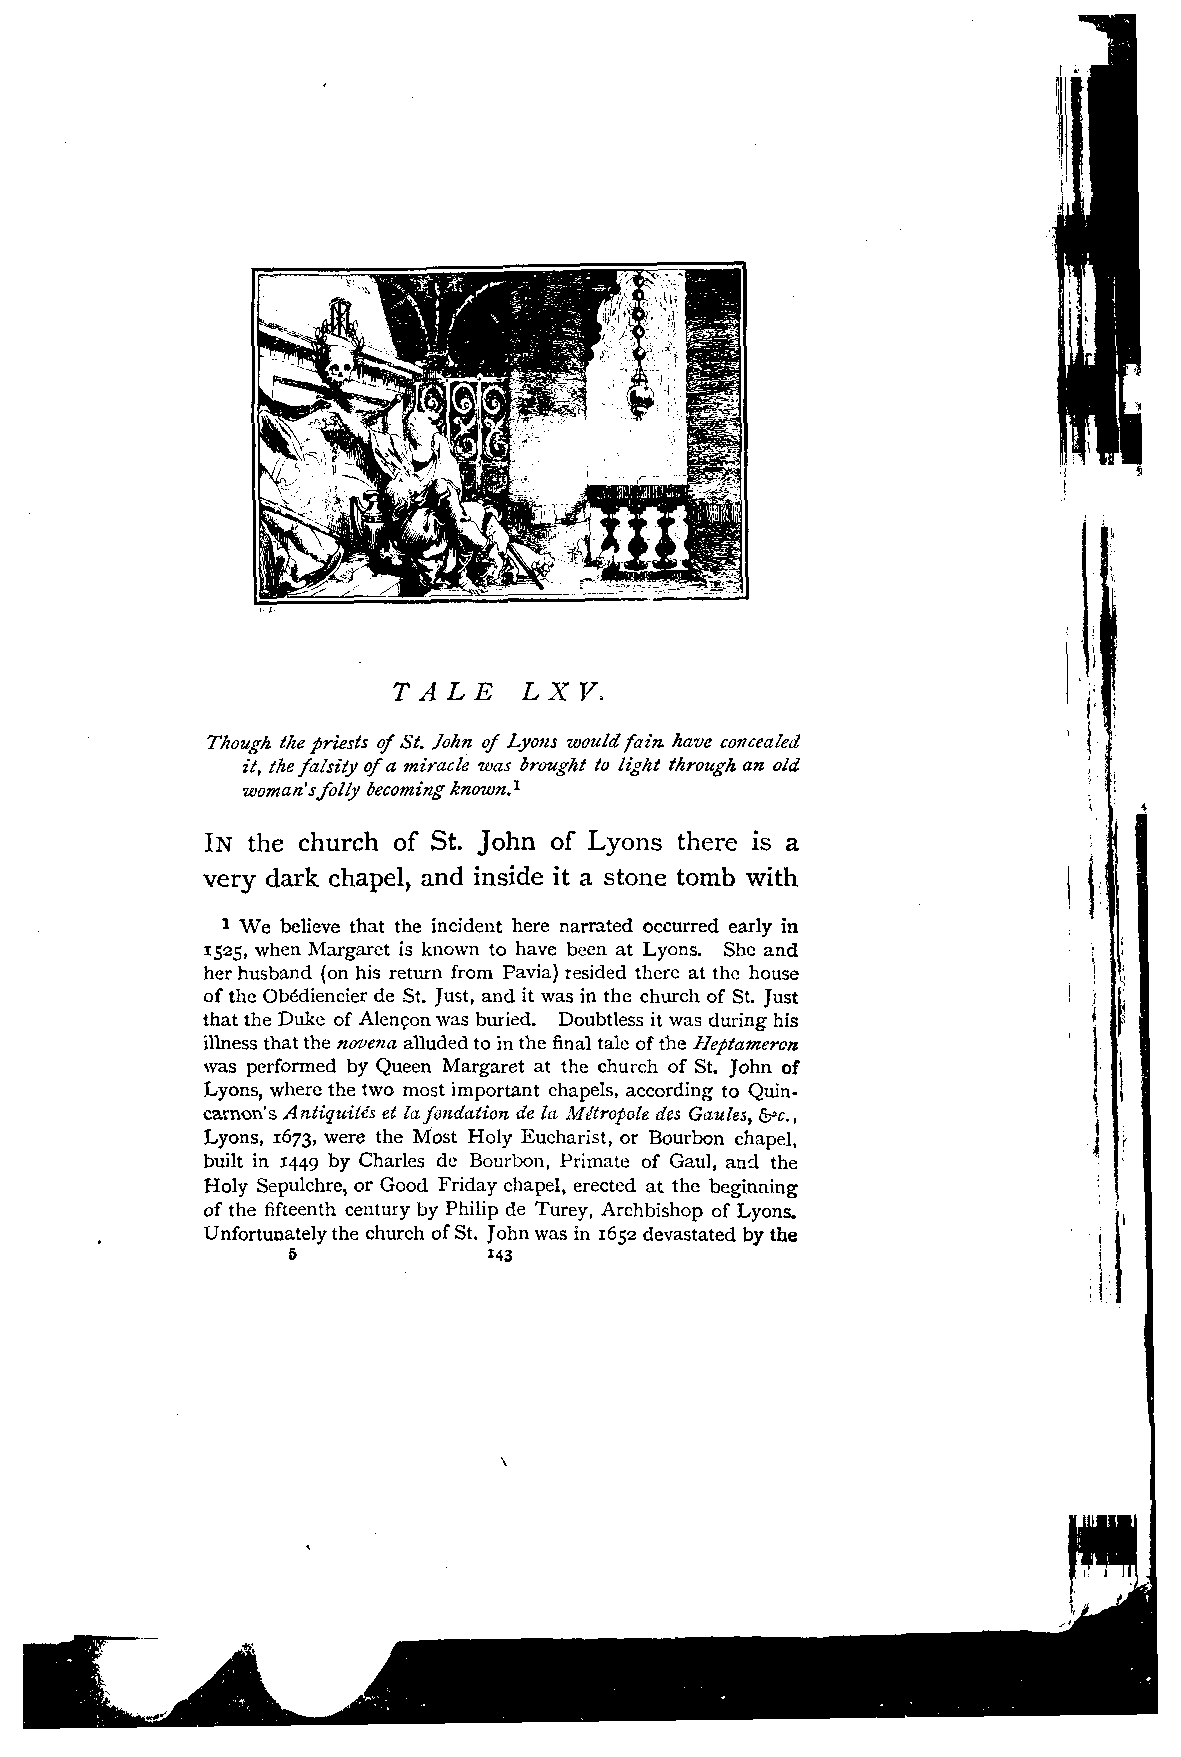 TALE LXV.
Though the priests of St. John of Lyons would fain have concealed
it, the falsity of a miracle was brought to light through an old
woman's folly becoming known.¹
IN the church of St. John of Lyons there is a
very dark chapel, and inside it a stone tomb with
¹ We believe that the incident here narrated occurred early in
1525, when Margaret is known to have been at Lyons. She and
her husband (on his return from Pavia) resided there at the house
of the Obédiencier de St. Just, and it was in the church of St. Just
that the Duke of Alençon was buried. Doubtless it was during his
illness that the novena alluded to in the final tale of the Heptameron
was performed by Queen Margaret at the church of St. John of
Lyons, where the two most important chapels, according to Quin-
carnon's Antiquités et la fondation de la Métropole des Gaules, &c.,
Lyons, 1673, were the Most Holy Eucharist, or Bourbon chapel,
built in 1449 by Charles de Bourbon, Primate of Gaul, and the
Holy Sepulchre, or Good Friday chapel, erected at the beginning
of the fifteenth century by Philip de Turey, Archbishop of Lyons.
Unfortunately the church of St. John was in 1652 devastated by the
5 143